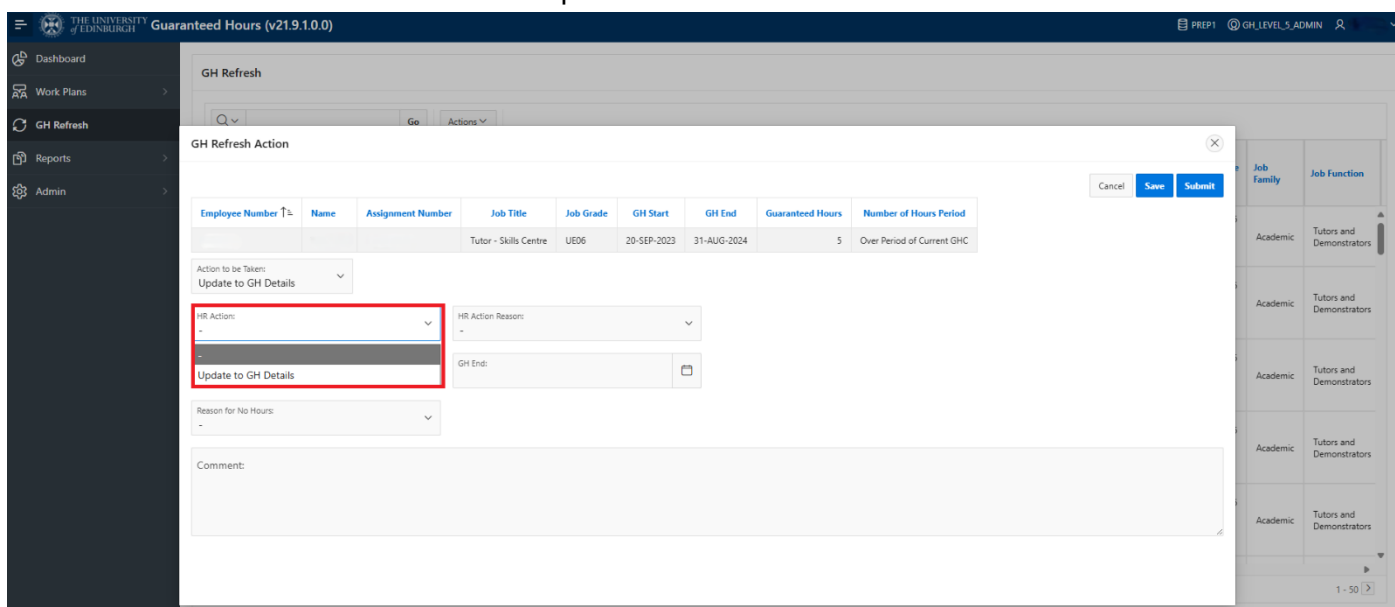 THE UNIVERSITY
of EDINBURGH
Guaranteed Hours (v21.9.1.0.0)
PREP1
GH_LEVEL_5_ADMIN
Dashboard
Work Plans
GH Refresh
Reports
Admin
GH Refresh
Go
Actions
GH Refresh Action
Cancel
Save
Submit
Employee Number
Name
Assignment Number
Job Title
Job Grade
GH Start
GH End
Guaranteed Hours
Number of Hours Period
Tutor - Skills Centre
UE06
20-SEP-2023
31-AUG-2024
5
Over Period of Current GHC
Action to be Taken:
Update to GH Details
HR Action:
-
-
Update to GH Details
HR Action Reason:
-
GH End:
Reason for No Hours:
-
Comment:
Job
Family
Job Function
Academic
Tutors and
Demonstrators
Academic
Tutors and
Demonstrators
Academic
Tutors and
Demonstrators
Academic
Tutors and
Demonstrators
Academic
Tutors and
Demonstrators
1 - 50